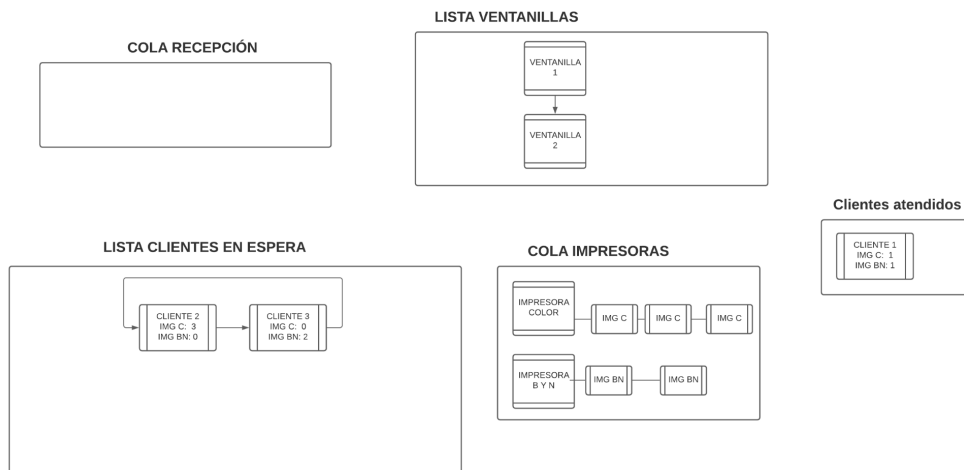 LISTA VENTANILLAS
COLA RECEPCIÓN
VENTANILLA
1
VENTANILLA
2
Clientes atendidos
CLIENTE 1
IMG C: 1
IMG BN: 1
LISTA CLIENTES EN ESPERA
CLIENTE 2
IMG C: 3
IMG BN: 0
CLIENTE 3
IMG C: 0
IMG BN: 2
COLA IMPRESORAS
IMPRESORA
COLOR
IMG C
IMG C
IMG C
IMPRESORA
B Y N
IMG BN
IMG BN